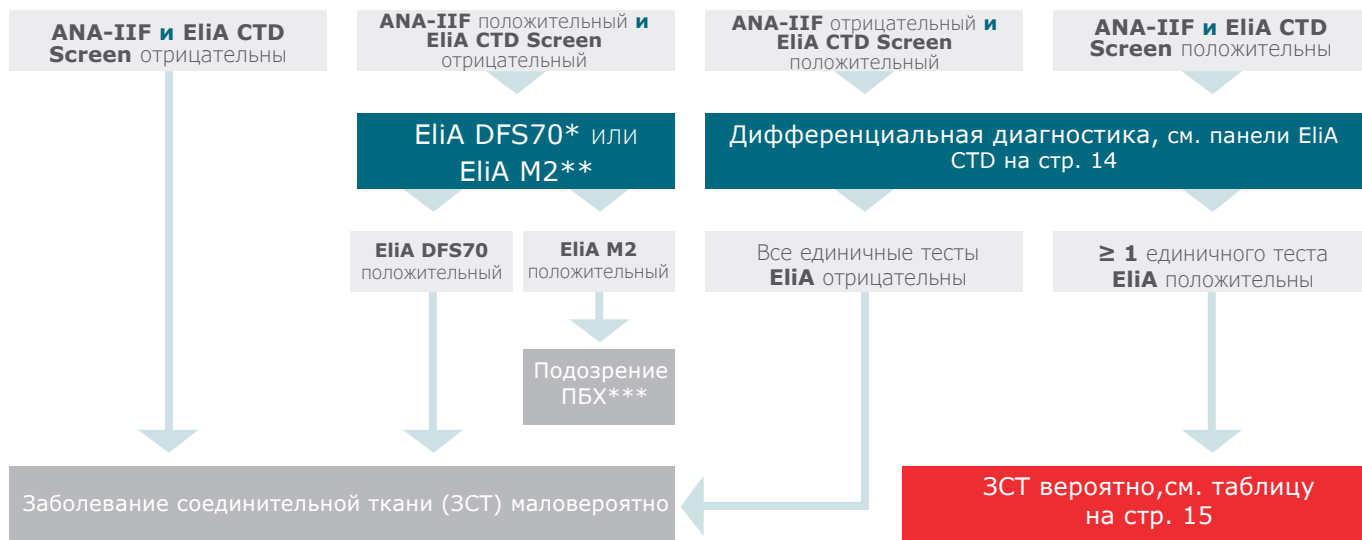 ANA-IIF и EliA CTD
Screen отрицательны
ANA-IIF положительный и
EliA CTD Screen
отрицательный
ANA-IIF отрицательный и
EliA CTD Screen
положительный
ANA-IIF и EliA CTD
Screen положительны
EliA DFS70* ИЛИ
EliA M2**
Дифференциальная диагностика, см. панели EliA
CTD на стр. 14
EliA DFS70
положительный
EliA M2
положительный
Все единичные тесты
EliA отрицательны
≥ 1 единичного теста
EliA положительны
Подозрение
ПБХ***
Заболевание соединительной ткани (ЗСТ) маловероятно
ЗСТ вероятно,см. таблицу
на стр. 15